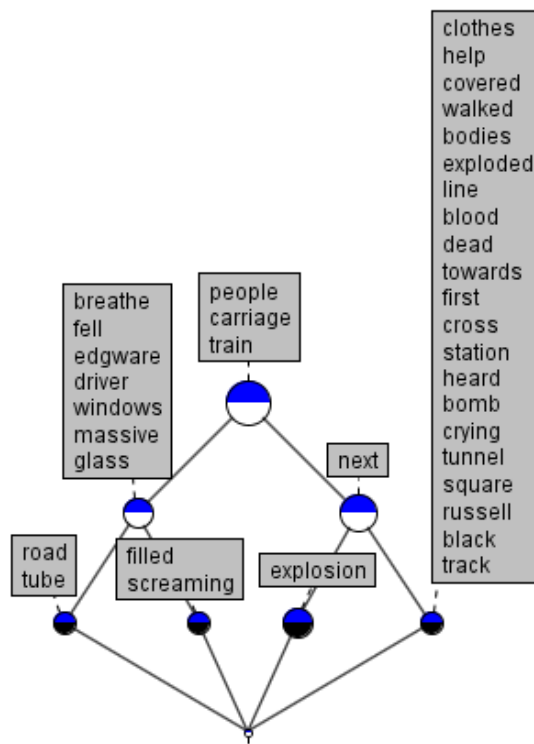 clothes
help
covered
walked
bodies
exploded
line
blood
dead
towards
first
cross
station
heard
bomb
crying
tunnel
square
russell
black
track
people
carriage
train
breathe
fell
edgware
driver
windows
massive
glass
next
road
tube
filled
screaming
explosion